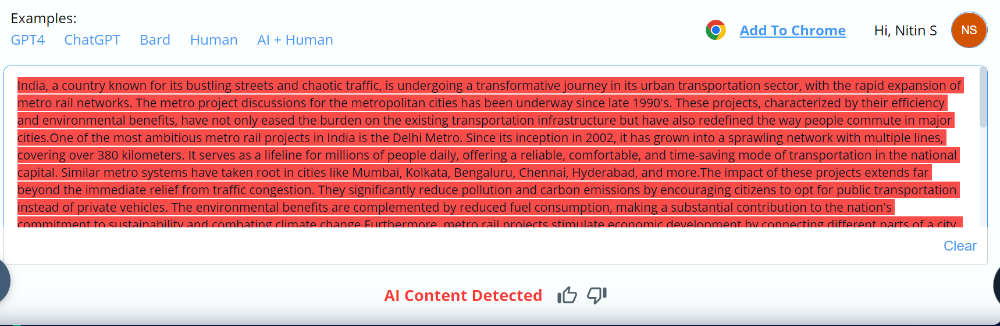 Examples:
GPT4 ChatGPT Bard Human AI + Human
Add To Chrome Hi, Nitin S NS
India, a country known for its bustling streets and chaotic traffic, is undergoing a transformative journey in its urban transportation sector, with the rapid expansion of
metro rail networks. The metro project discussions for the metropolitan cities has been underway since late 1990's. These projects, characterized by their efficiency
and environmental benefits, have not only eased the burden on the existing transportation infrastructure but have also redefined the way people commute in major
cities.One of the most ambitious metro rail projects in India is the Delhi Metro. Since its inception in 2002, it has grown into a sprawling network with multiple lines,
covering over 380 kilometers. It serves as a lifeline for millions of people daily, offering a reliable, comfortable, and time-saving mode of transportation in the national
capital. Similar metro systems have taken root in cities like Mumbai, Kolkata, Bengaluru, Chennai, Hyderabad, and more.The impact of these projects extends far
beyond the immediate relief from traffic congestion. They significantly reduce pollution and carbon emissions by encouraging citizens to opt for public transportation
instead of private vehicles. The environmental benefits are complemented by reduced fuel consumption, making a substantial contribution to the nation's
commitment to sustainability and combating climate change.Furthermore, metro rail projects stimulate economic development by connecting different parts of a city,
Clear
AI Content Detected